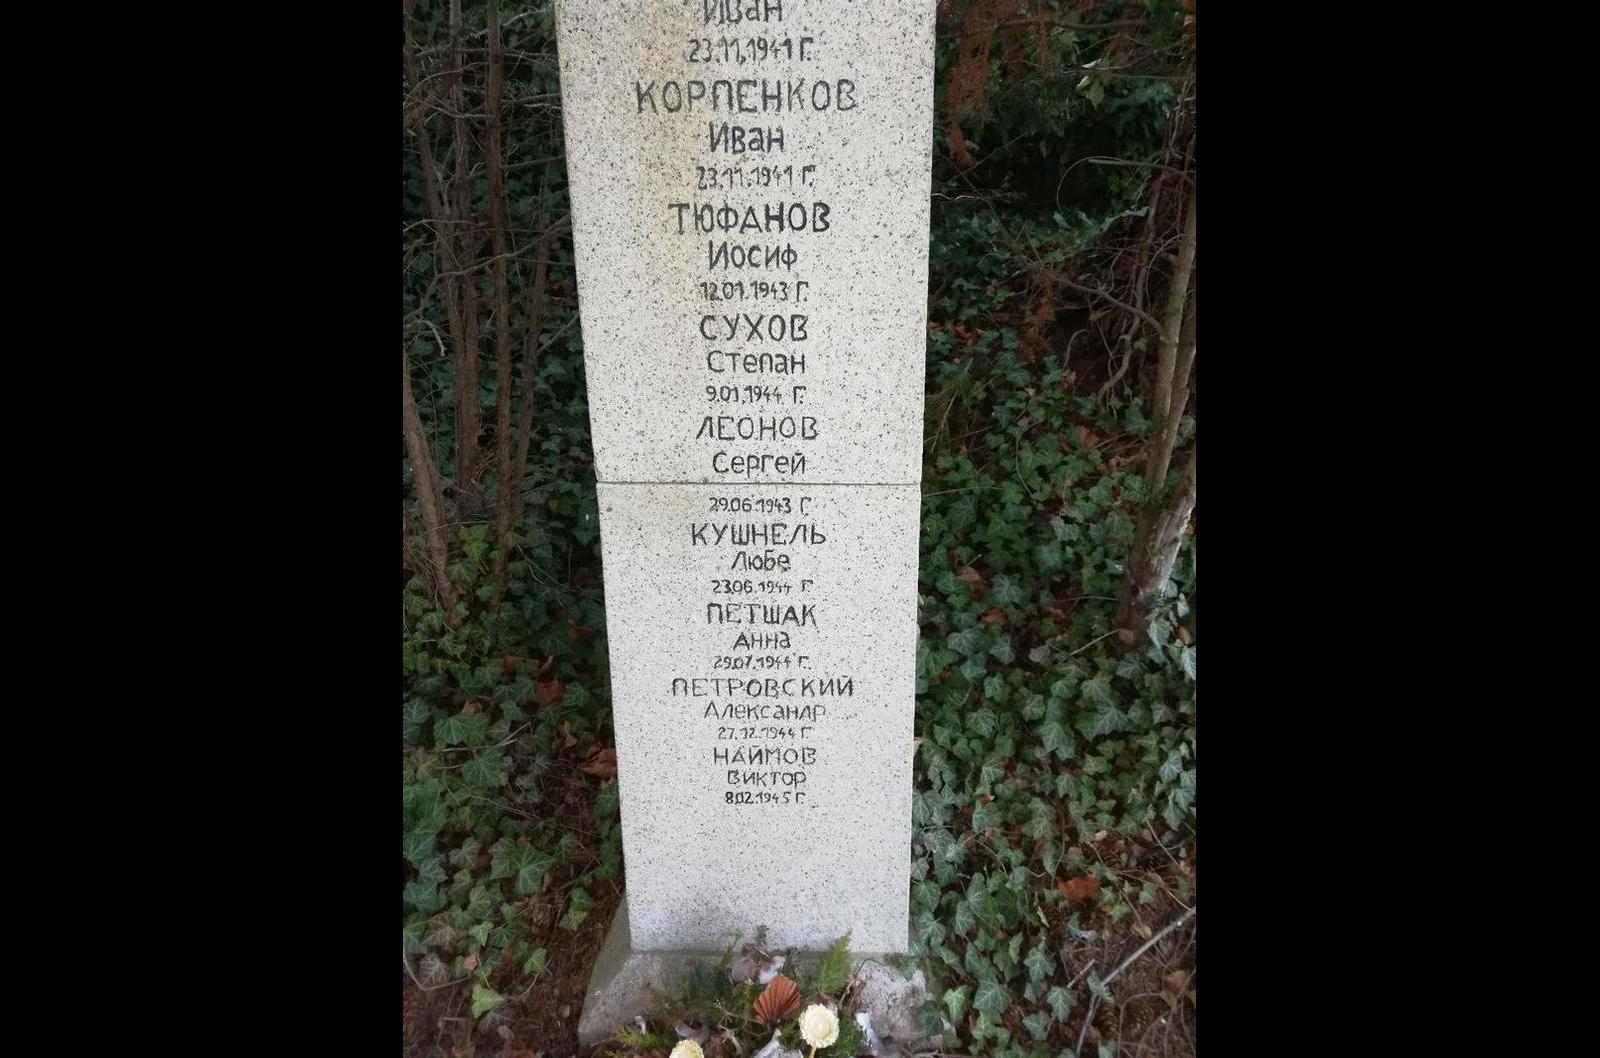 Иван
23.11.1941 Г.
КОРПЕНКОВ
Иван
23.11.1941 Г.
ТЮФАНОВ
Иосиф
12.01.1943 Г.
СУХОВ
Степан
9.01.1944 Г.
ЛЕОНОВ
Сергей
29.06.1943 Г.
КУШНЕЛЬ
Любе
23.06.1944 Г.
ПЕТШАК
Анна
29.07.1944 Г.
ПЕТРОВСКИЙ
Александр
27.12.1944 Г.
НАЙМОВ
Виктор
8.02.1945 Г.